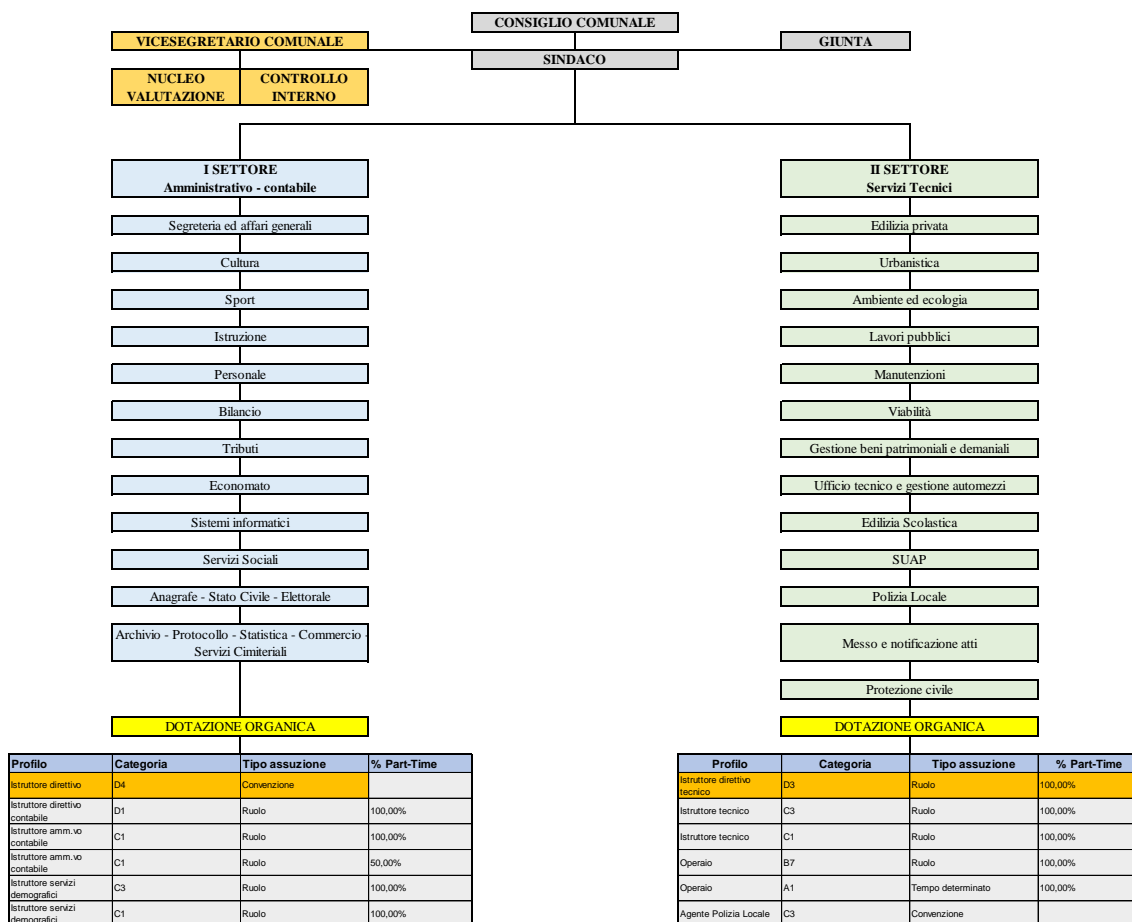 CONSIGLIO COMUNALE
VICESEGRETARIO COMUNALE
GIUNTA
SINDACO
NUCLEO
VALUTAZIONE
CONTROLLO
INTERNO
I SETTORE
Amministrativo - contabile
Segreteria ed affari generali
Cultura
Sport
Istruzione
Personale
Bilancio
Tributi
Economato
Sistemi informatici
Servizi Sociali
Anagrafe - Stato Civile - Elettorale
Archivio - Protocollo - Statistica - Commercio -
Servizi Cimiteriali
DOTAZIONE ORGANICA
Profilo Categoria Tipo assuzione % Part-Time
Istruttore direttivo D4 Convenzione
Istruttore direttivo
contabile D1 Ruolo 100,00%
Istruttore amm.vo
contabile C1 Ruolo 100,00%
Istruttore amm.vo
contabile C1 Ruolo 50,00%
Istruttore servizi
demografici C3 Ruolo 100,00%
Istruttore servizi
demografici C1 Ruolo 100,00%
II SETTORE
Servizi Tecnici
Edilizia privata
Urbanistica
Ambiente ed ecologia
Lavori pubblici
Manutenzioni
Viabilità
Gestione beni patrimoniali e demaniali
Ufficio tecnico e gestione automezzi
Edilizia Scolastica
SUAP
Polizia Locale
Messo e notificazione atti
Protezione civile
DOTAZIONE ORGANICA
Profilo Categoria Tipo assuzione % Part-Time
Istruttore direttivo
tecnico D3 Ruolo 100,00%
Istruttore tecnico C3 Ruolo 100,00%
Istruttore tecnico C1 Ruolo 100,00%
Operaio B7 Ruolo 100,00%
Operaio A1 Tempo determinato 100,00%
Agente Polizia Locale C3 Convenzione